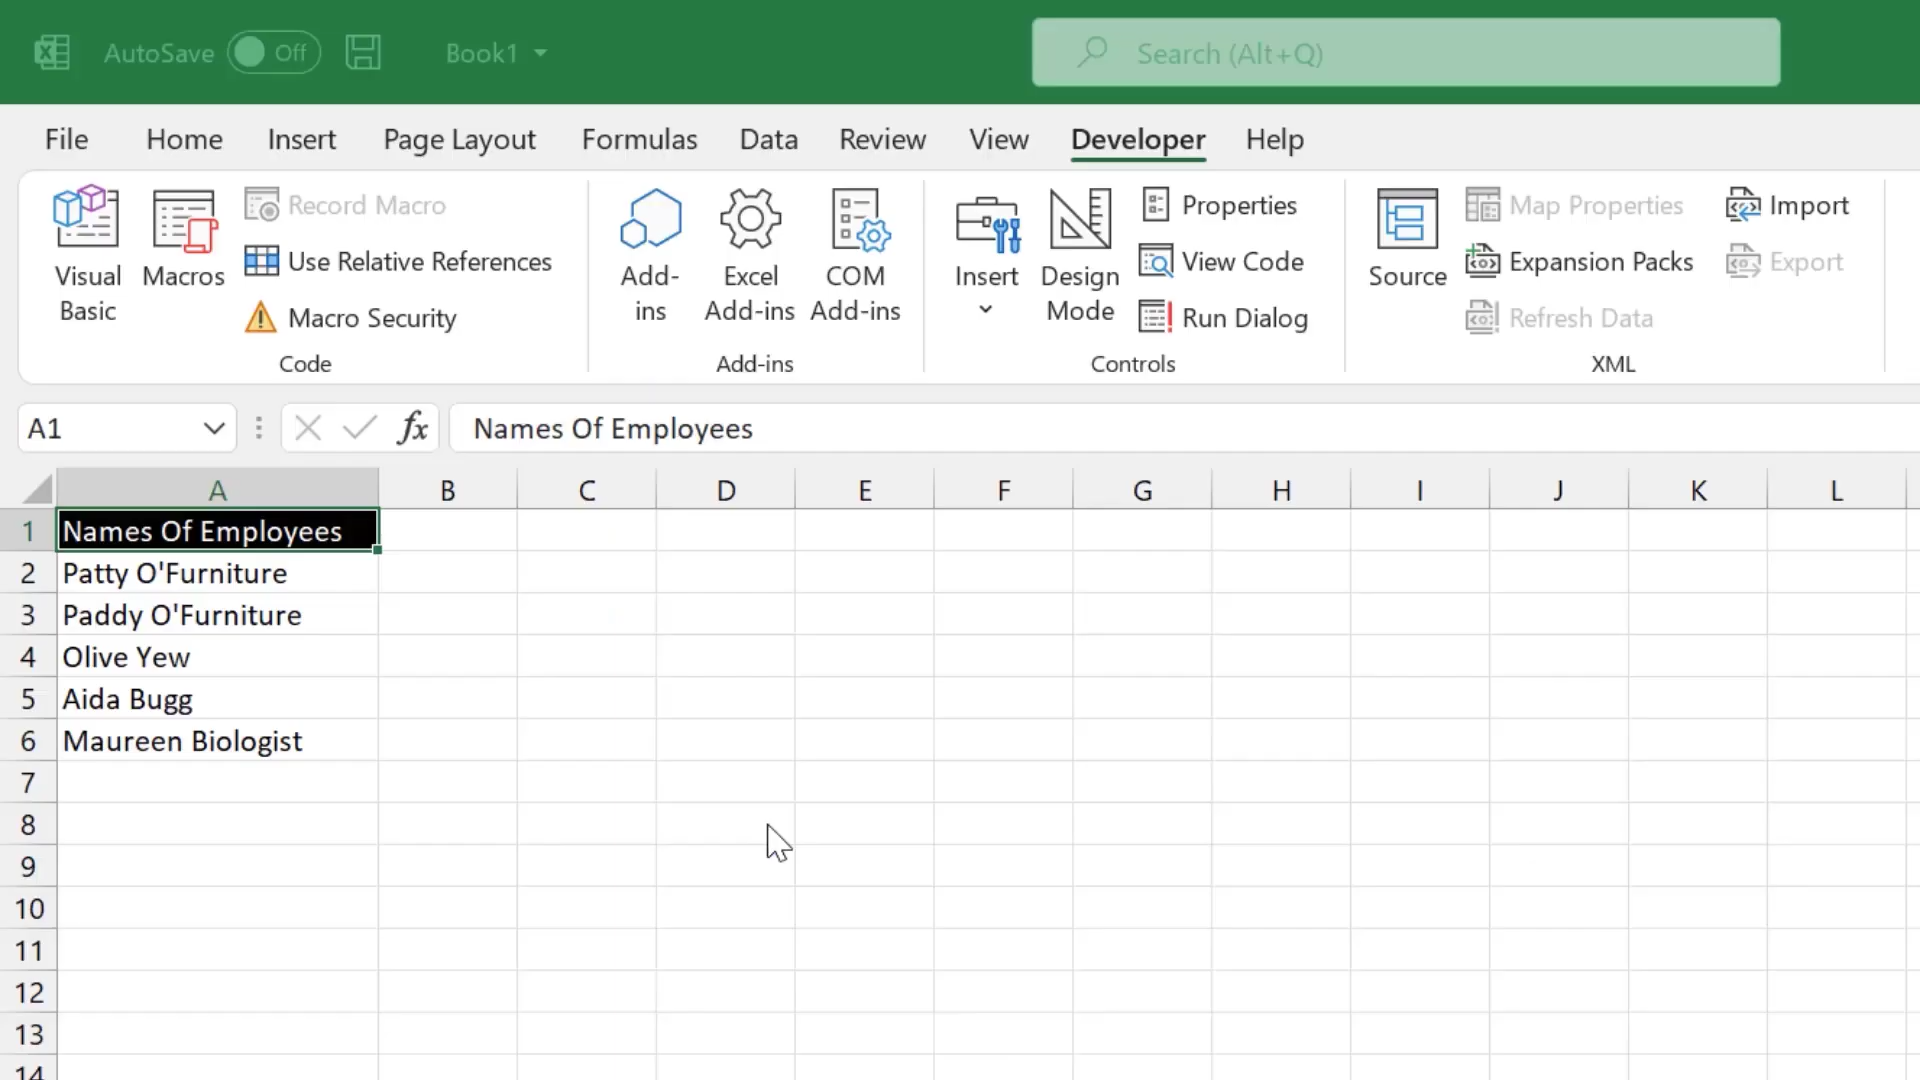 AutoSave Off Book1 Search (Alt+Q)
File Home Insert Page Layout Formulas Data Review View Developer Help
Visual Basic
Macros
Record Macro
Use Relative References
Macro Security
Code
Add-ins
Excel Add-ins
COM Add-ins
Add-ins
Insert
Design Mode
Properties
View Code
Run Dialog
Controls
Source
Map Properties
Expansion Packs
Refresh Data
Import
Export
XML
A1 fx Names Of Employees
A B C D E F G H I J K L
1 Names Of Employees
2 Patty O'Furniture
3 Paddy O'Furniture
4 Olive Yew
5 Aida Bugg
6 Maureen Biologist
7
8
9
10
11
12
13
14